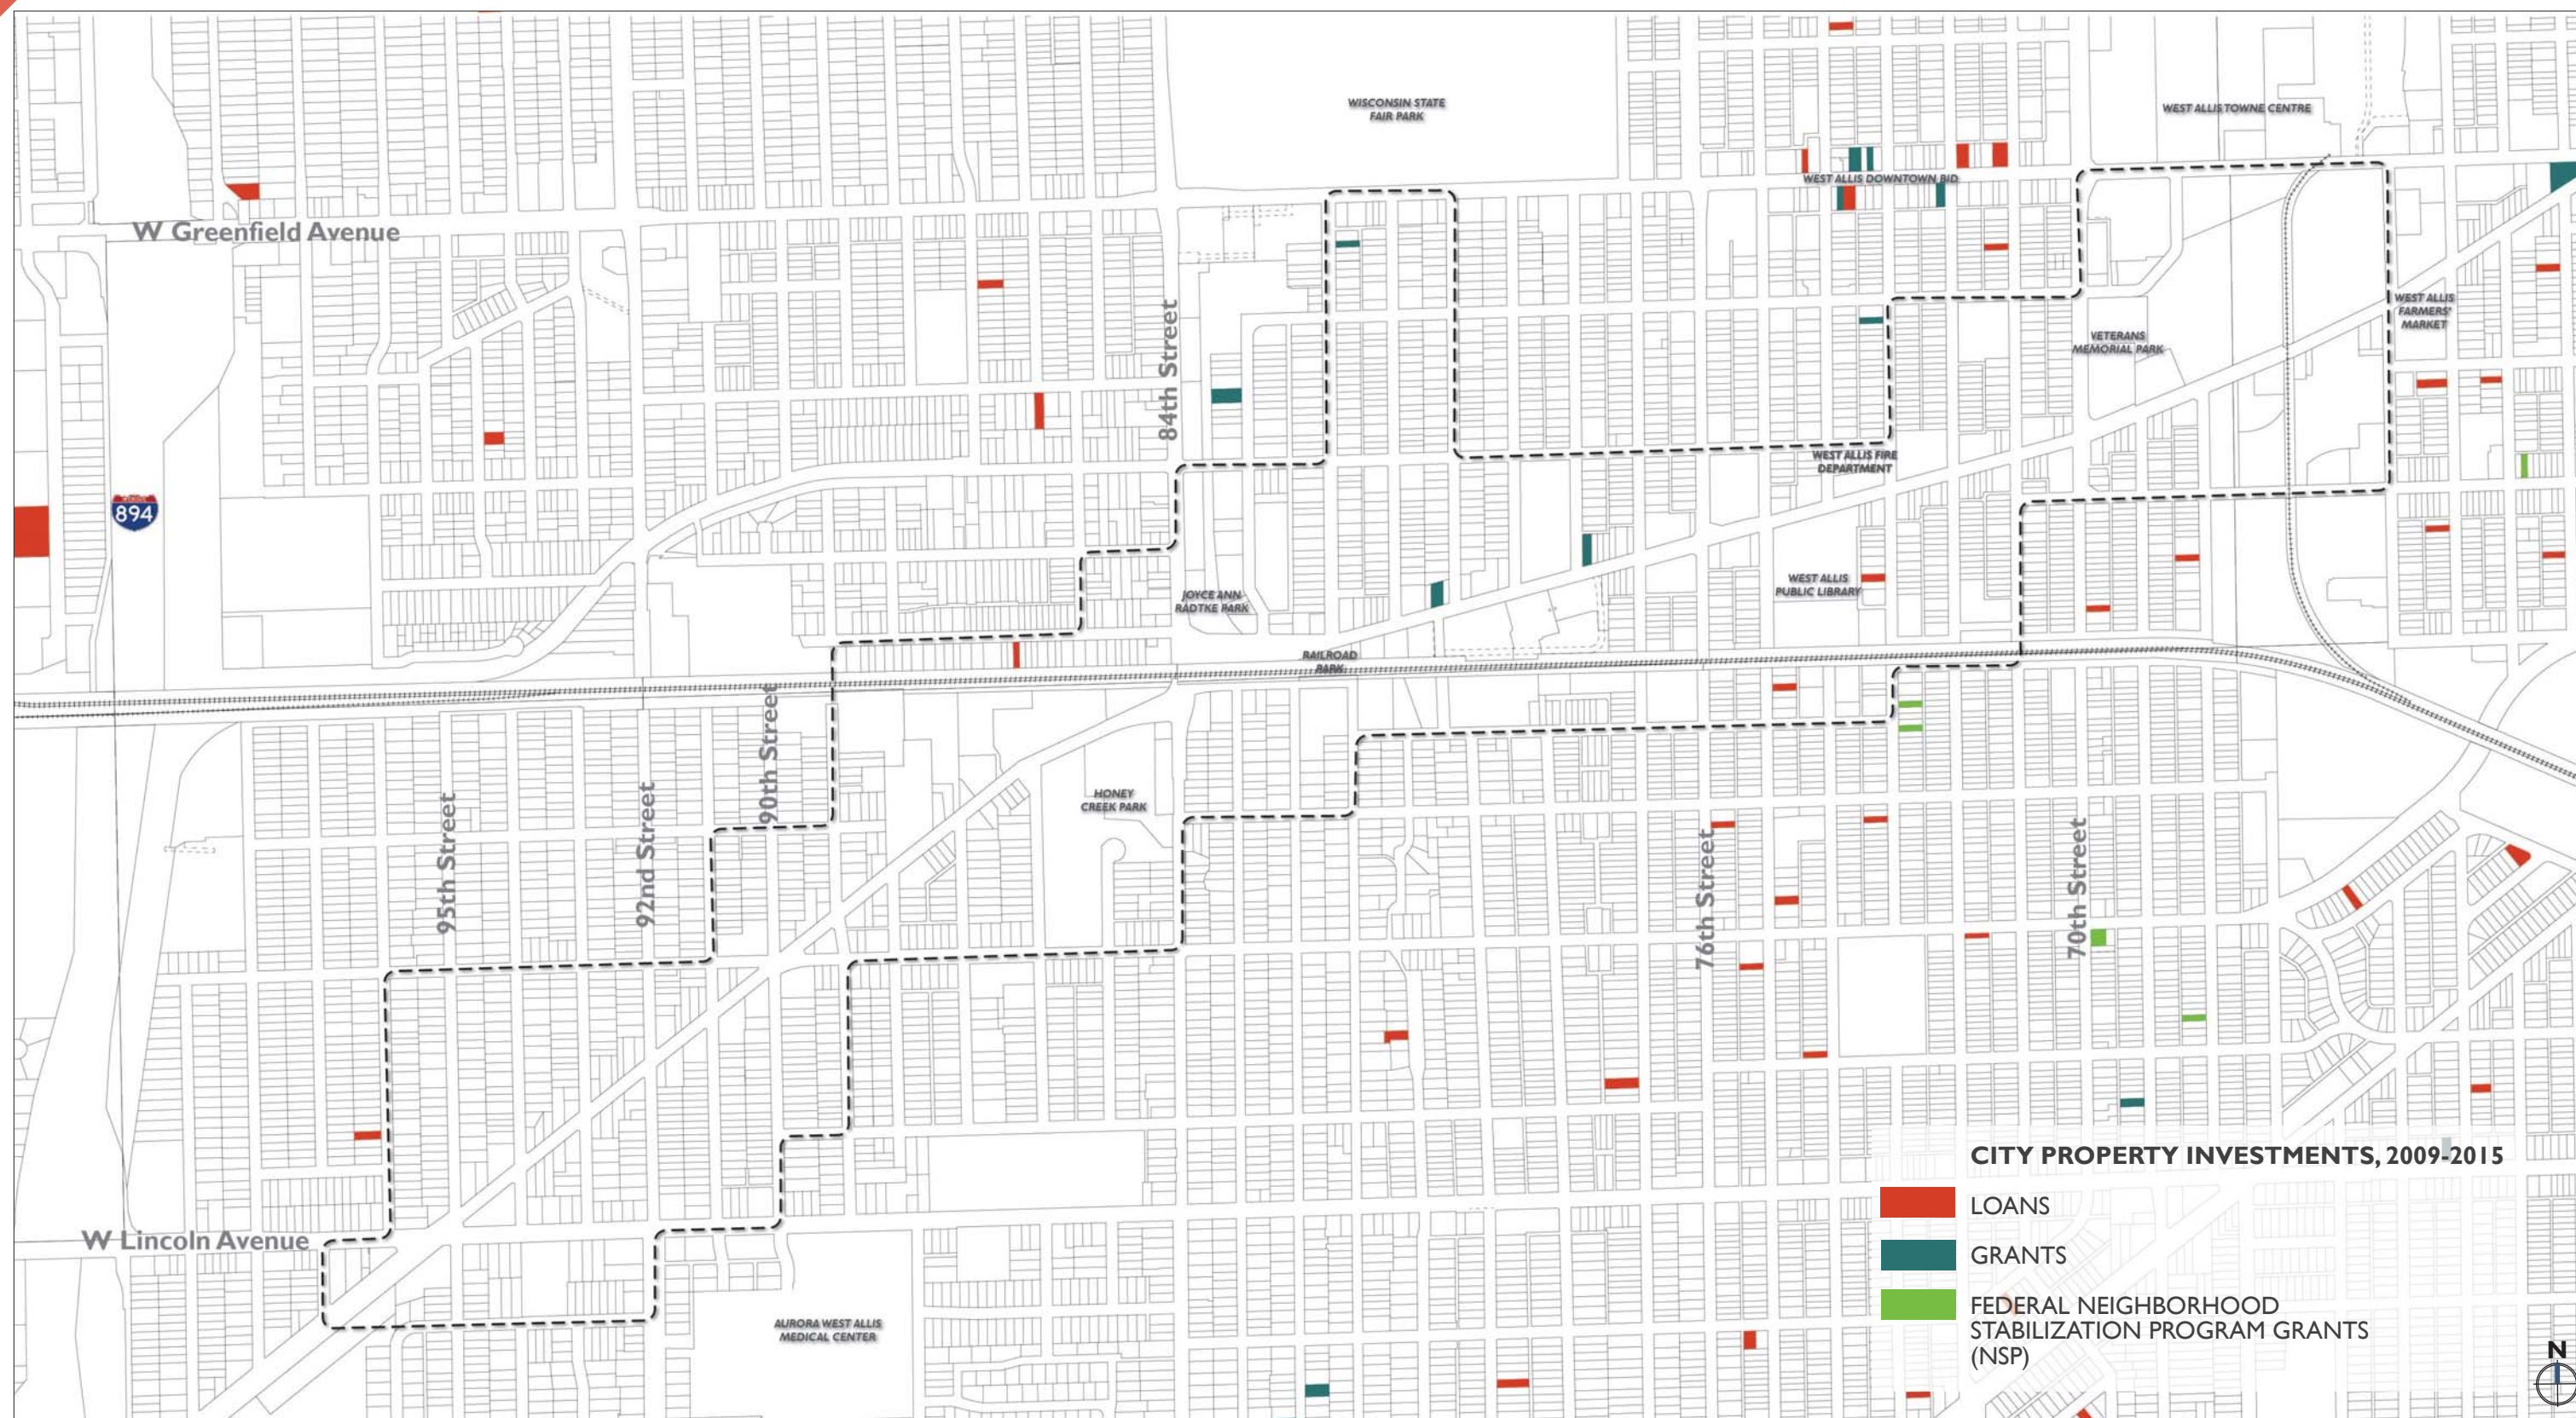 WISCONSIN STATE
FAIR PARK
WEST ALLIS TOWNE CENTRE
WEST ALLIS DOWNTOWN BID
W Greenfield Avenue
84th Street
WEST ALLIS
FARMERS'
MARKET
VETERANS
MEMORIAL PARK
WEST ALLIS FIRE
DEPARTMENT
894
JOYCE ANN
RADTKE PARK
WEST ALLIS
PUBLIC LIBRARY
RAILROAD
PARK
90th Street
HONEY
CREEK PARK
95th Street
92nd Street
76th Street
70th Street
W Lincoln Avenue
AURORA WEST ALLIS
MEDICAL CENTER
CITY PROPERTY INVESTMENTS, 2009-2015
LOANS
GRANTS
FEDERAL NEIGHBORHOOD
STABILIZATION PROGRAM GRANTS
(NSP)
N